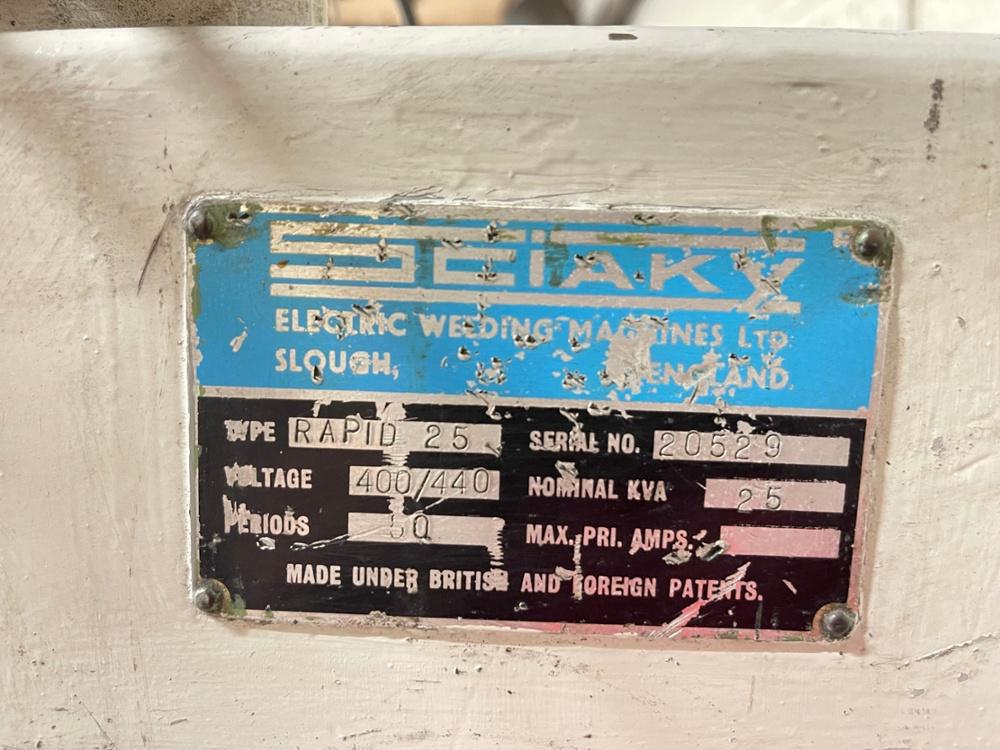 SCIAKY
ELECTRIC WELDING MACHINES LTD
SLOUGH, ENGLAND.
TYPE RAPID 25 SERIAL NO. 20529
VOLTAGE 400/440 NOMINAL KVA 25
PERIODS 50 MAX. PRI. AMPS.
MADE UNDER BRITISH AND FOREIGN PATENTS.